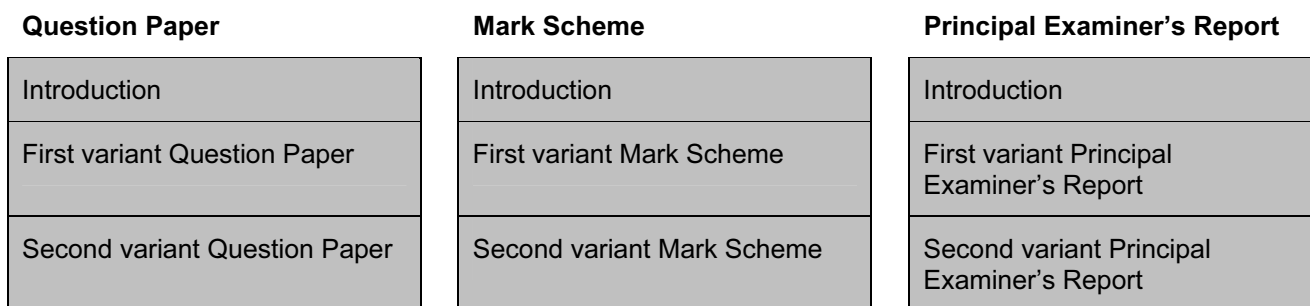 Question Paper
Introduction
First variant Question Paper
Second variant Question Paper
Mark Scheme
Introduction
First variant Mark Scheme
Second variant Mark Scheme
Principal Examiner’s Report
Introduction
First variant Principal
Examiner’s Report
Second variant Principal
Examiner’s Report